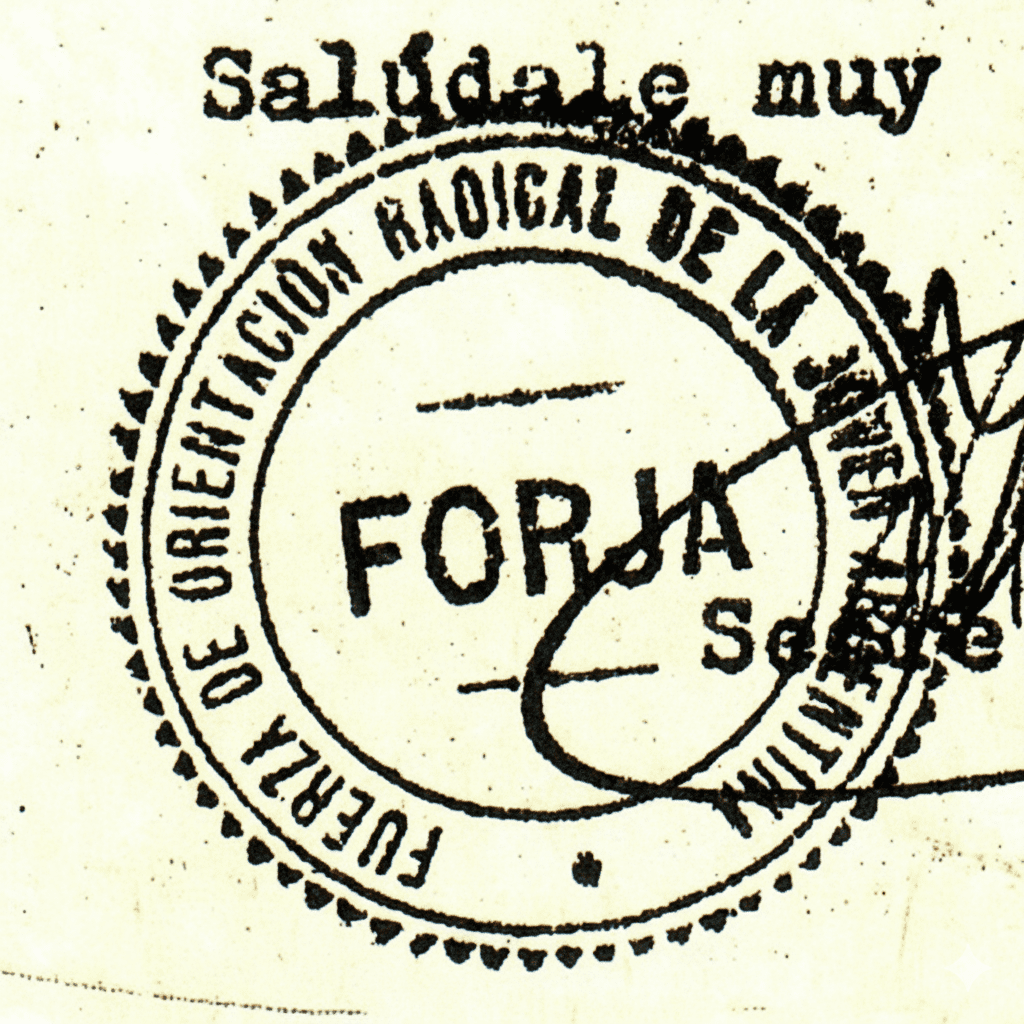 Salúdale muy
FUERZA DE ORIENTACION RADICAL DE LA JOVEN ARGENTINA
FORJA